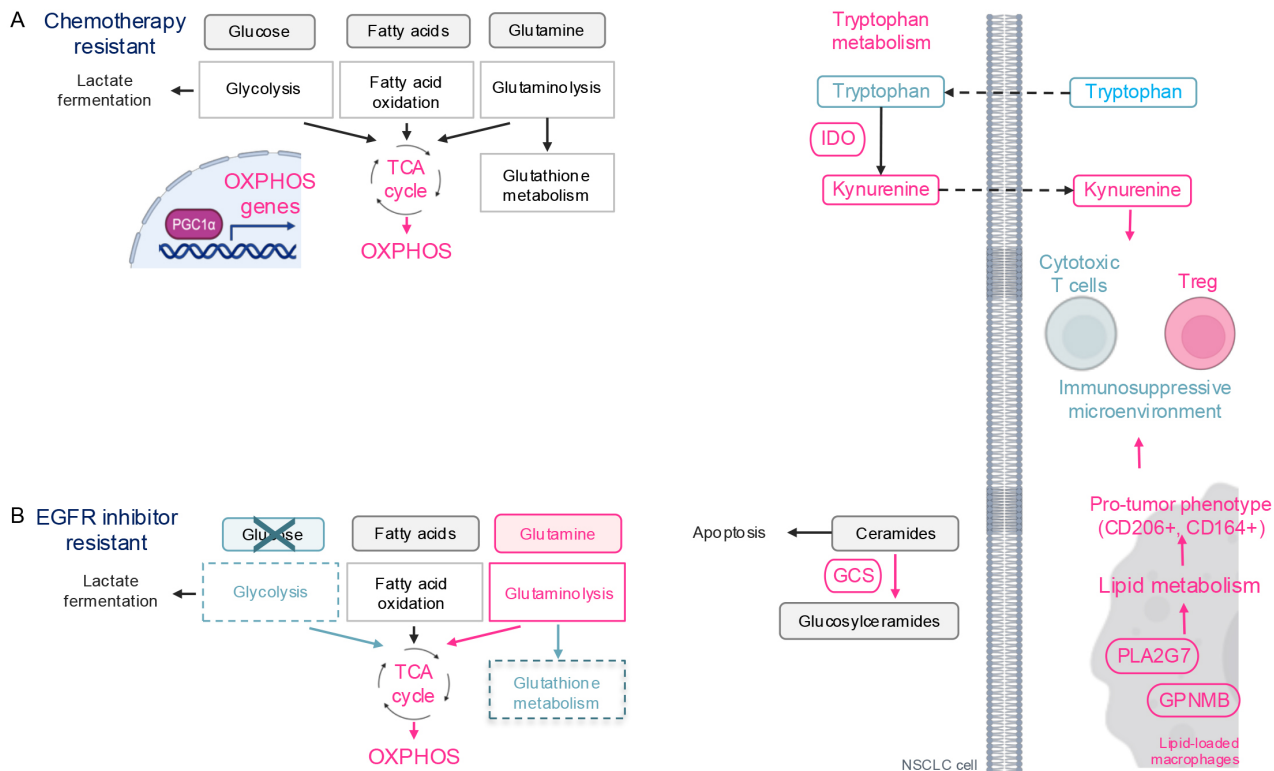 A
Chemotherapy
resistant
Glucose
Fatty acids
Lactate
fermentation
Glycolysis
Fatty acid
oxidation
Glutaminolysis
OXPHOS
genes
PGC1α
TCA
cycle
Glutathione
OXPHOS
Tryptophan
metabolism
Tryptophan
Tryptophan
IDO
Kynurenine
Kynurenine
Cytotoxic
T cells
Treg
Immunosuppressive
microenvironment
B
EGFR inhibitor
resistant
Glucose
Fatty acids
Glutamine
Lactate
fermentation
Glycolysis
Fatty acid
oxidation
Glutaminolysis
TCA
cycle
Glutathione
metabolism
OXPHOS
Apoptosis
Ceramides
GCS
Glucosylceramides
Pro-tumor phenotype
(CD206+, CD164+)
Lipid metabolism
PLA2G7
GPNMB
Lipid-loaded
macrophages
NSCLC cell